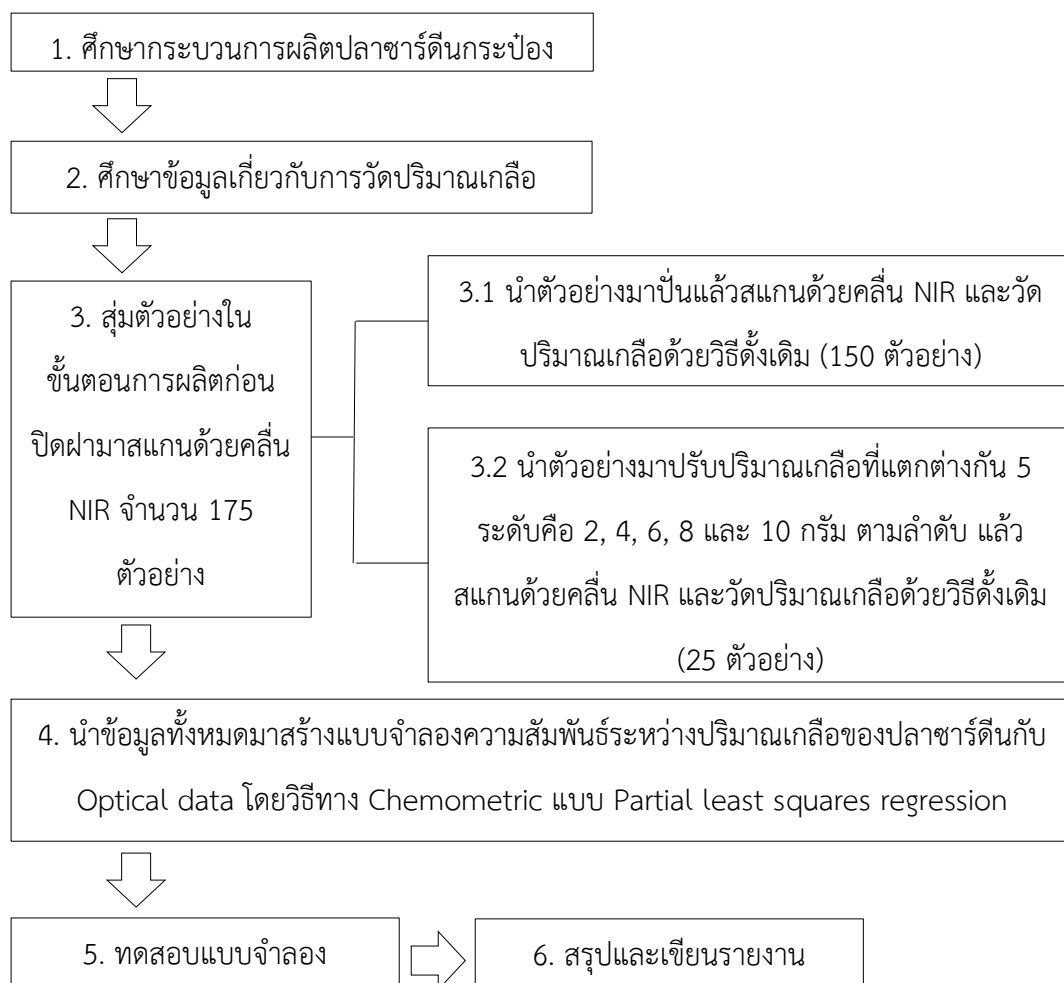 1. ศึกษากระบวนการผลิตปลาซาร์ดีนกระป๋อง
2. ศึกษาข้อมูลเกี่ยวกับการวัดปริมาณเกลือ
3. สุ่มตัวอย่างใน
ขั้นตอนการผลิตก่อน
ปิดฝามาสแกนด้วยคลื่น
NIR จำนวน 175
ตัวอย่าง
3.1 นำตัวอย่างมาปั่นแล้วสแกนด้วยคลื่น NIR และวัด
ปริมาณเกลือด้วยวิธีดั้งเดิม (150 ตัวอย่าง)
3.2 นำตัวอย่างมาปรับปริมาณเกลือที่แตกต่างกัน 5
ระดับคือ 2, 4, 6, 8 และ 10 กรัม ตามลำดับ แล้ว
สแกนด้วยคลื่น NIR และวัดปริมาณเกลือด้วยวิธีดั้งเดิม
(25 ตัวอย่าง)
4. นำข้อมูลทั้งหมดมาสร้างแบบจำลองความสัมพันธ์ระหว่างปริมาณเกลือของปลาซาร์ดีนกับ
Optical data โดยวิธีทาง Chemometric แบบ Partial least squares regression
5. ทดสอบแบบจำลอง
6. สรุปและเขียนรายงาน